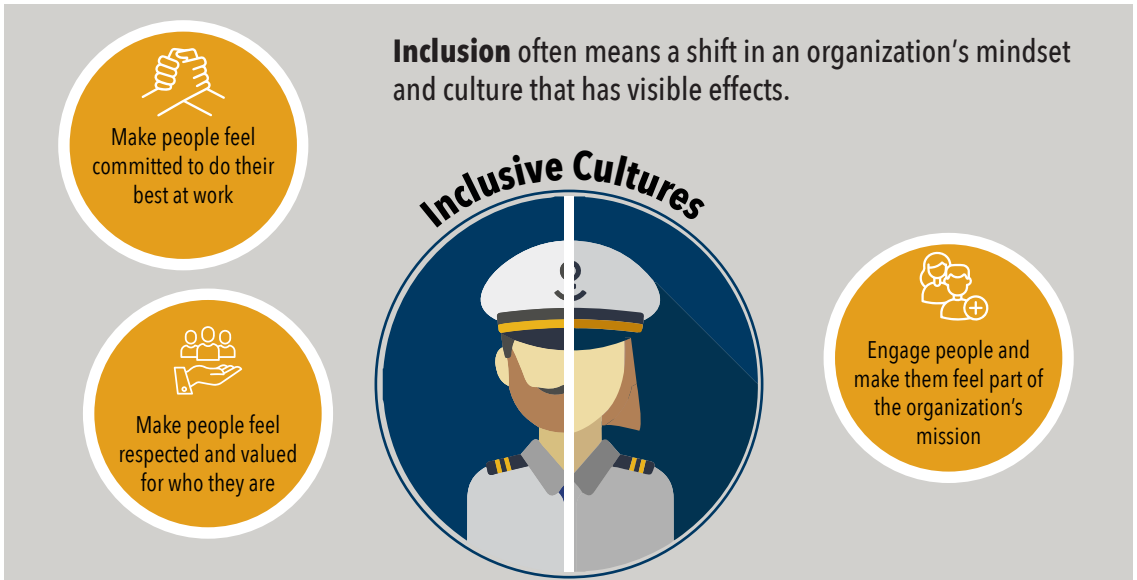 Inclusion often means a shift in an organization’s mindset
and culture that has visible effects.
Make people feel
committed to do their
best at work
Inclusive Cultures
Make people feel
respected and valued
for who they are
Engage people and
make them feel part of
the organization’s
mission